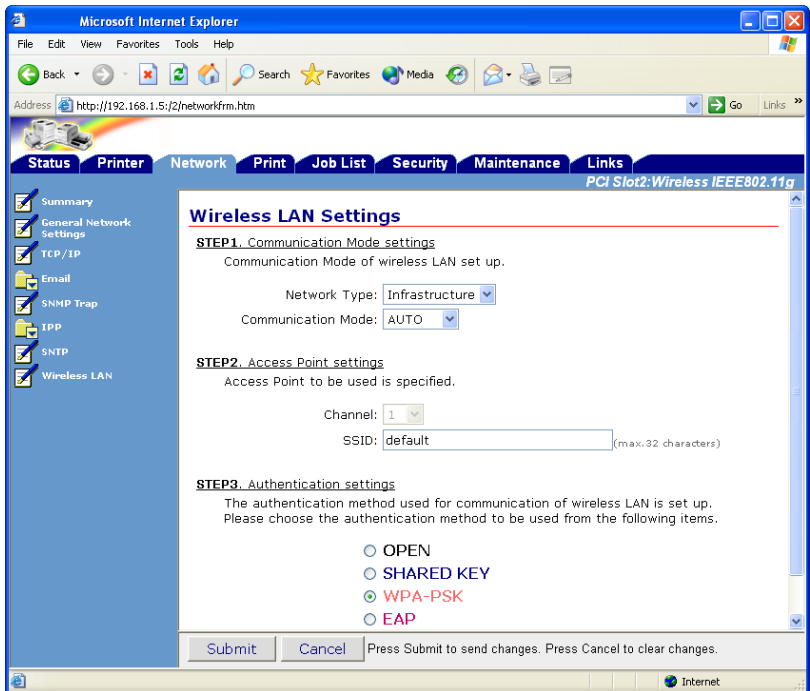 Microsoft Internet Explorer
File Edit View Favorites Tools Help
Back Search Favorites Media
Address http://192.168.1.5:/2/networkfrm.htm Go Links »
Status Printer Network Print Job List Security Maintenance Links
PCI Slot2:Wireless IEEE802.11g
Summary
General Network
Settings
TCP/IP
Email
SNMP Trap
IPP
SNTP
Wireless LAN
Wireless LAN Settings
STEP1. Communication Mode settings
Communication Mode of wireless LAN set up.
Network Type: Infrastructure
Communication Mode: AUTO
STEP2. Access Point settings
Access Point to be used is specified.
Channel: 1
SSID: default (max.32 characters)
STEP3. Authentication settings
The authentication method used for communication of wireless LAN is set up.
Please choose the authentication method to be used from the following items.
OPEN
SHARED KEY
WPA-PSK
EAP
Submit Cancel Press Submit to send changes. Press Cancel to clear changes.
Internet